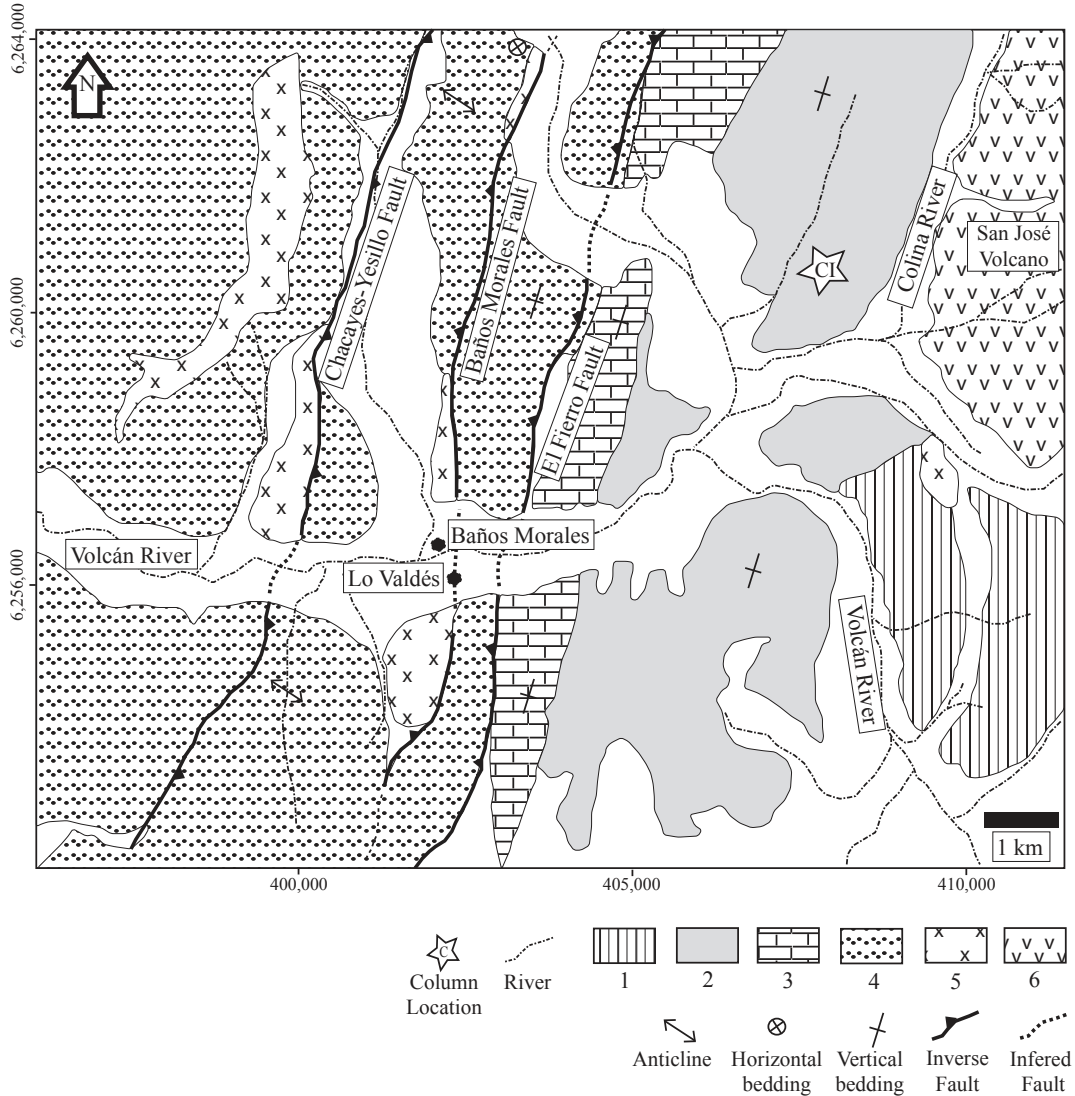 6,264,000
N
Chacayes-Yesillo Fault
Baños Morales Fault
El Fierro Fault
Colina River
San José
Volcano
CI
6,260,000
Volcán River
Baños Morales
Lo Valdés
6,256,000
Volcán River
1 km
400,000
405,000
410,000
C
Column
Location
River
1
2
3
4
5
6
Anticline
Horizontal
bedding
Vertical
bedding
Inverse
Fault
Infered
Fault